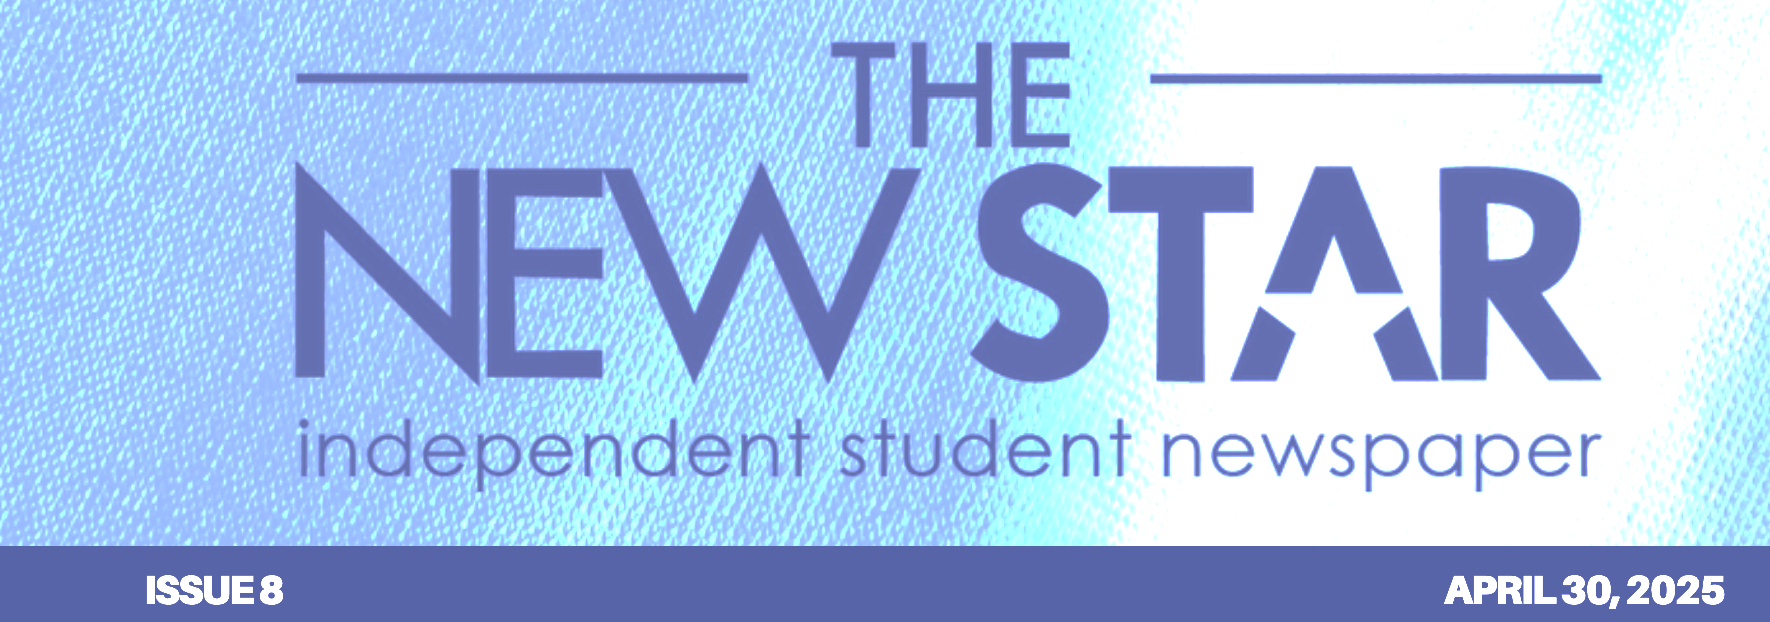 THE
NEW STAR
independent student newspaper
ISSUE 8
APRIL 30, 2025